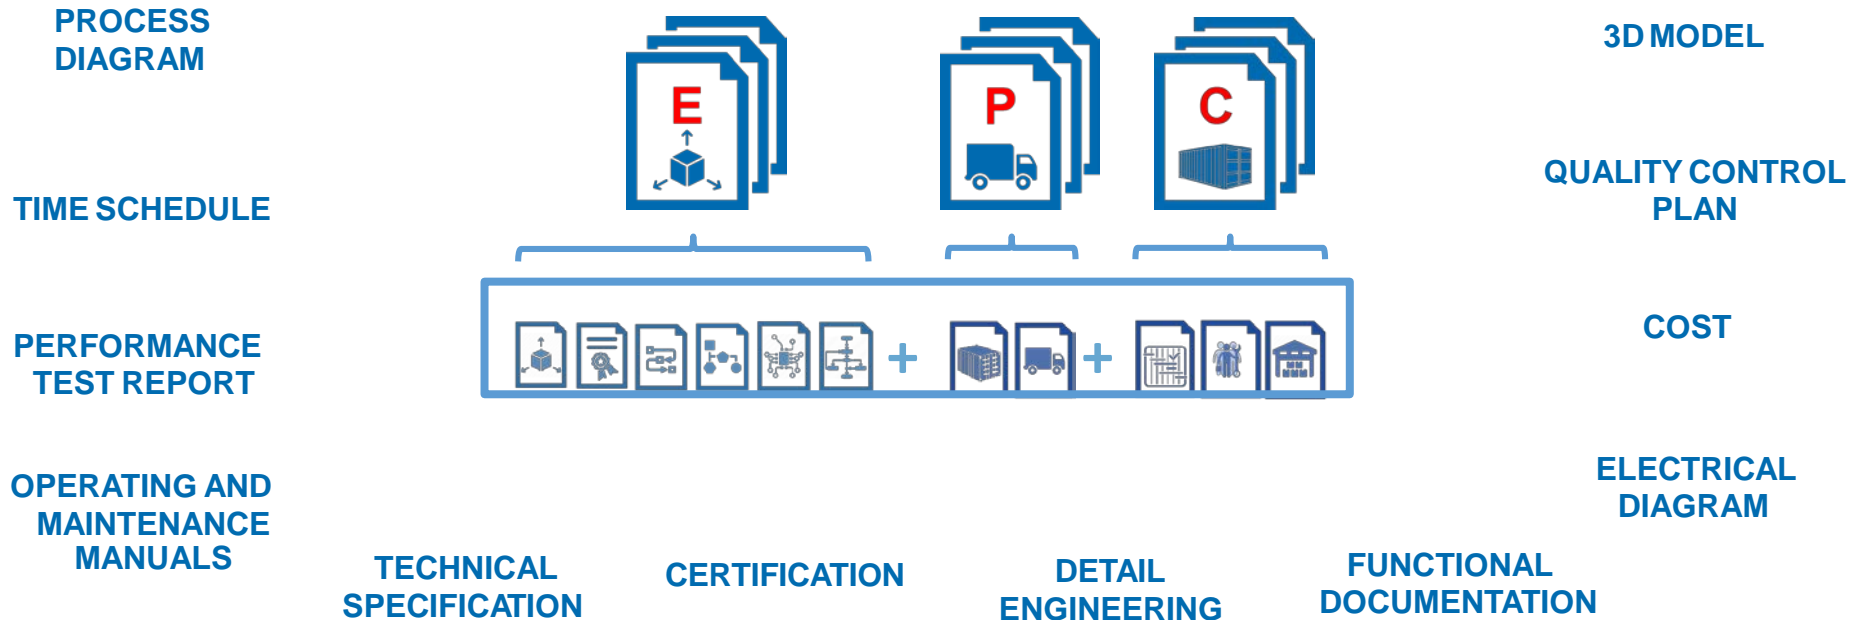 PROCESS
DIAGRAM
E
P
C
3D MODEL
TIME SCHEDULE
QUALITY CONTROL
PLAN
PERFORMANCE
TEST REPORT
+
+
COST
OPERATING AND
MAINTENANCE
MANUALS
ELECTRICAL
DIAGRAM
TECHNICAL
SPECIFICATION
CERTIFICATION
DETAIL
ENGINEERING
FUNCTIONAL
DOCUMENTATION